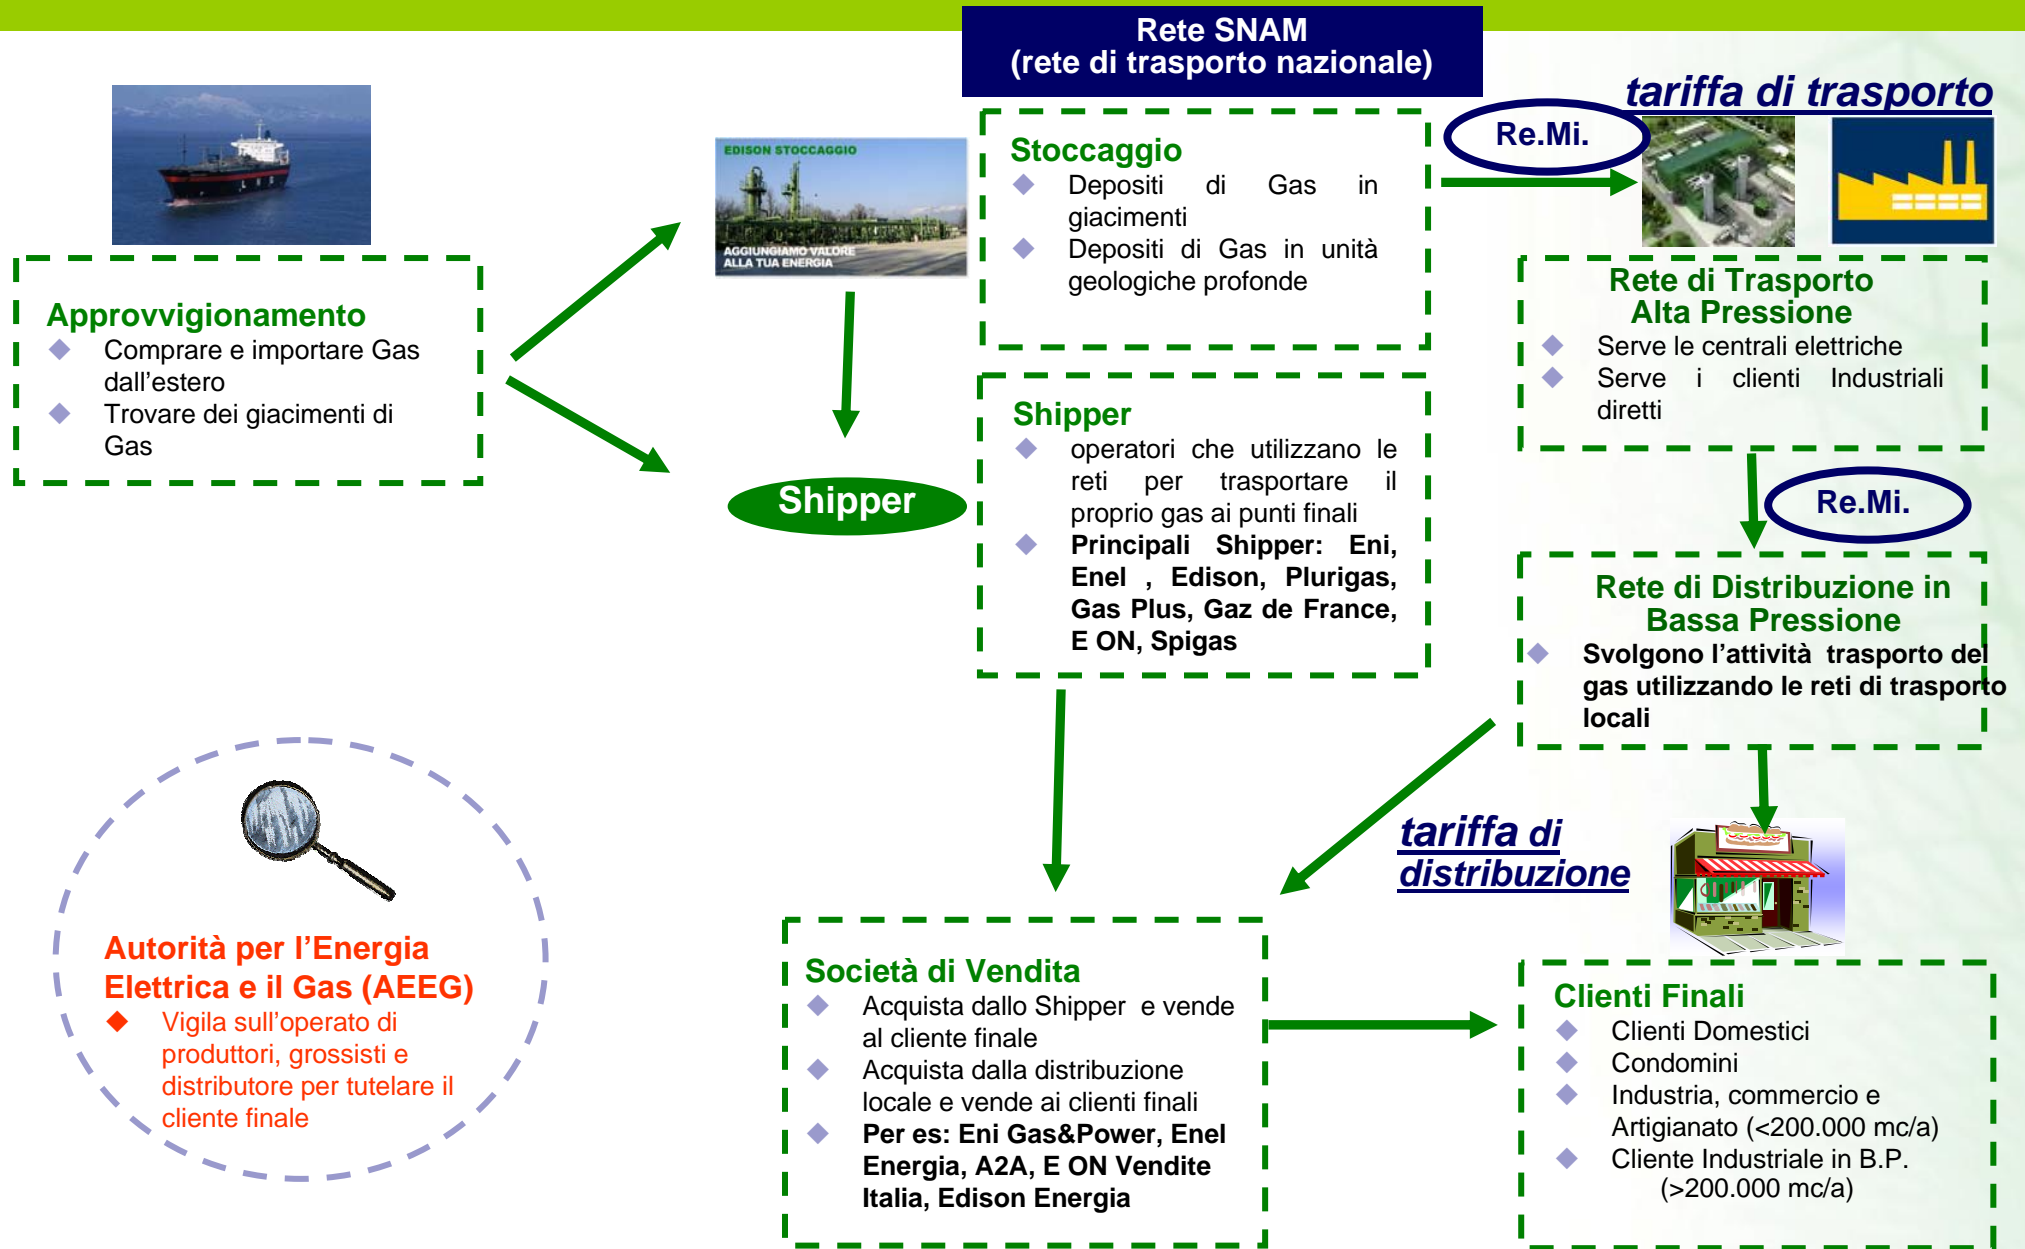 Rete SNAM
(rete di trasporto nazionale)
tariffa di trasporto
Re.Mi.
EDISON STOCCAGGIO
AGGIUNGIAMO VALORE
ALLA TUA ENERGIA
LNG
Stoccaggio
Depositi di Gas in
giacimenti
Depositi di Gas in unità
geologiche profonde
Approvvigionamento
Comprare e importare Gas
dall'estero
Trovare dei giacimenti di
Gas
Rete di Trasporto
Alta Pressione
Serve le centrali elettriche
Serve i clienti Industriali
diretti
Shipper
Shipper
operatori che utilizzano le
reti per trasportare il
proprio gas ai punti finali
Principali Shipper: Eni,
Enel , Edison, Plurigas,
Gas Plus, Gaz de France,
E ON, Spigas
Re.Mi.
Rete di Distribuzione in
Bassa Pressione
Svolgono l'attività  trasporto del
gas utilizzando le reti di trasporto
locali
tariffa di
distribuzione
Autorità per l'Energia
Elettrica e il Gas (AEEG)
Vigila sull'operato di
produttori, grossisti e
distributore per tutelare il
cliente finale
Società di Vendita
Acquista dallo Shipper  e vende
al cliente finale
Acquista dalla distribuzione
locale e vende ai clienti finali
Per es: Eni Gas&Power, Enel
Energia, A2A, E ON Vendite
Italia, Edison Energia
Clienti Finali
Clienti Domestici
Condomini
Industria, commercio e
Artigianato (<200.000 mc/a)
Cliente Industriale in B.P.
(>200.000 mc/a)